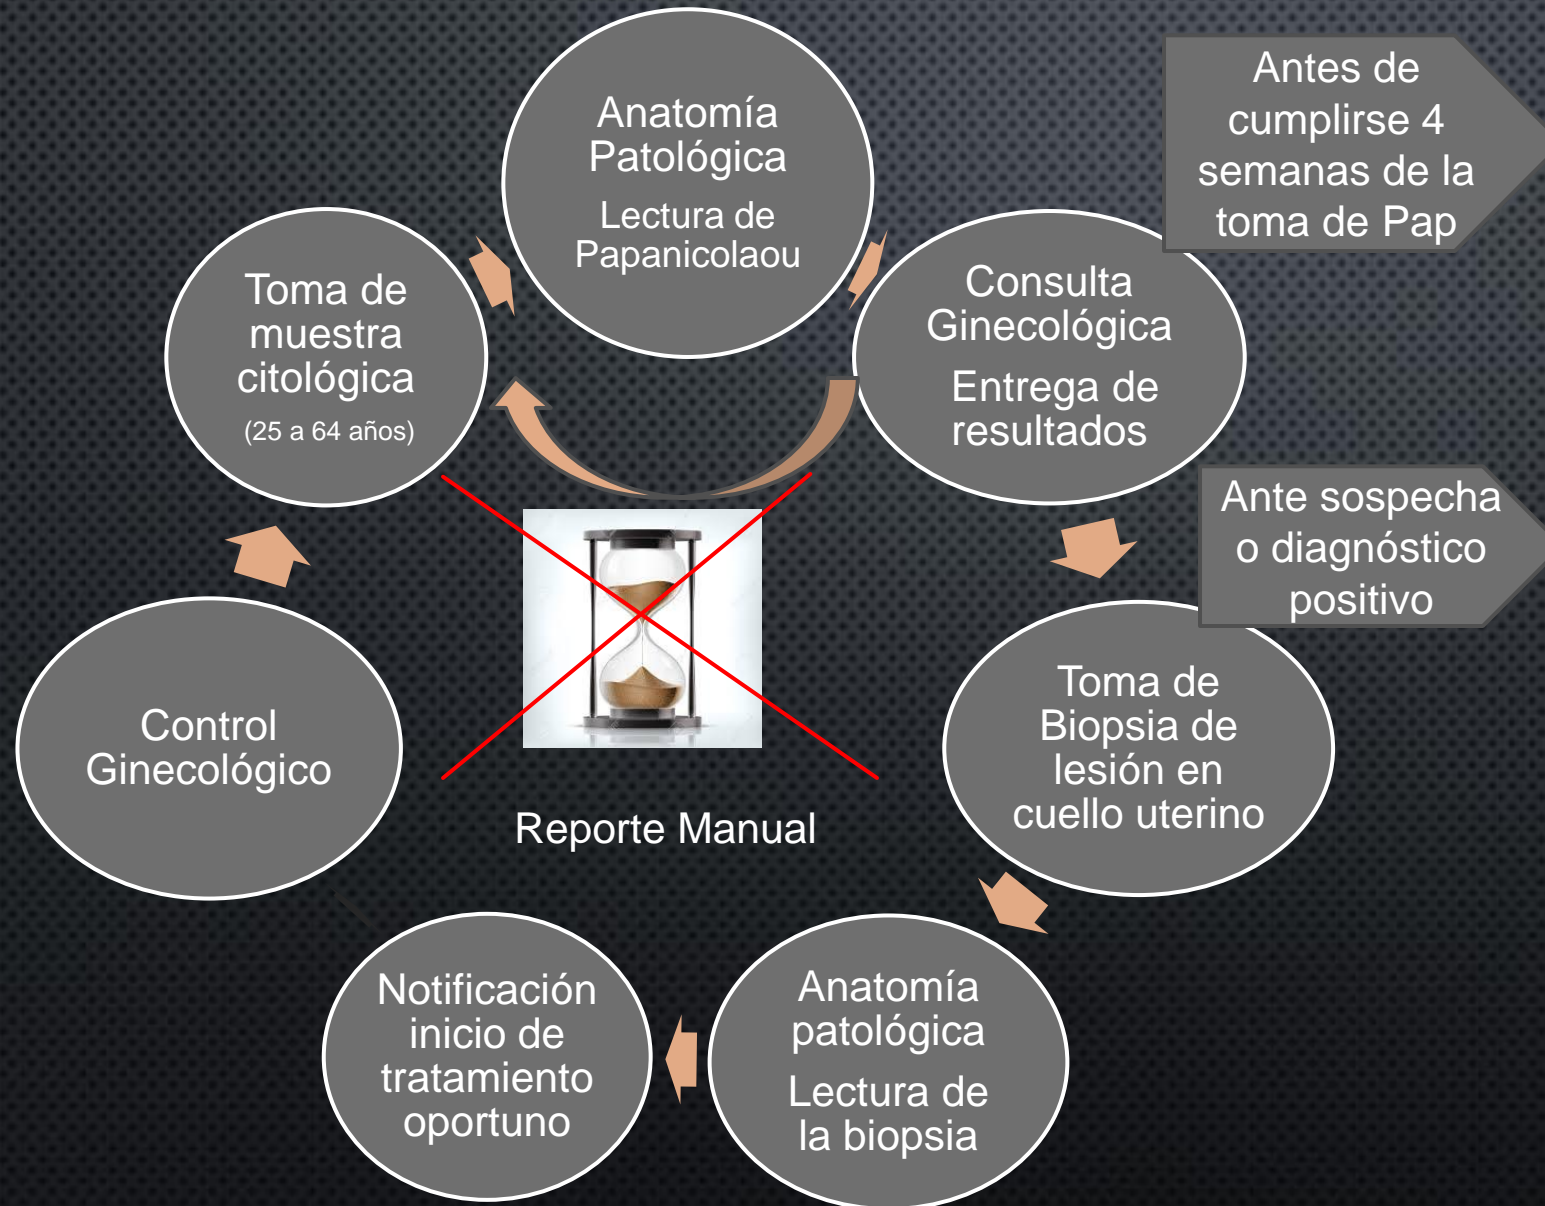 Anatomía
Patológica
Lectura de
Papanicolaou
Antes de
cumplirse 4
semanas de la
toma de Pap
Toma de
muestra
citológica
(25 a 64 años)
Consulta
Ginecológica
Entrega de
resultados
Ante sospecha
o diagnóstico
positivo
Toma de
Biopsia de
lesión en
cuello uterino
Control
Ginecológico
Reporte Manual
Notificación
inicio de
tratamiento
oportuno
Anatomía
patológica
Lectura de
la biopsia